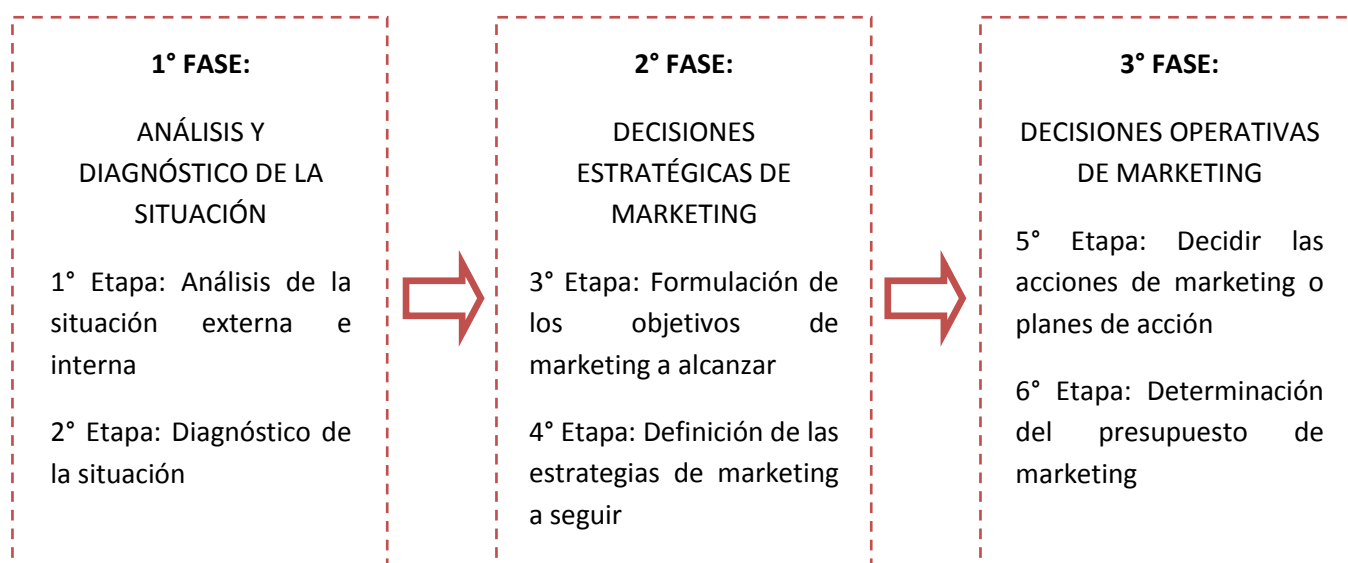 1° FASE:
ANÁLISIS Y
DIAGNÓSTICO DE LA
SITUACIÓN
1° Etapa: Análisis de la
situación externa e
interna
2° Etapa: Diagnóstico de
la situación
2° FASE:
DECISIONES
ESTRATÉGICAS DE
MARKETING
3° Etapa: Formulación de
los objetivos de
marketing a alcanzar
4° Etapa: Definición de las
estrategias de marketing
a seguir
3° FASE:
DECISIONES OPERATIVAS
DE MARKETING
5° Etapa: Decidir las
acciones de marketing o
planes de acción
6° Etapa: Determinación
del presupuesto de
marketing